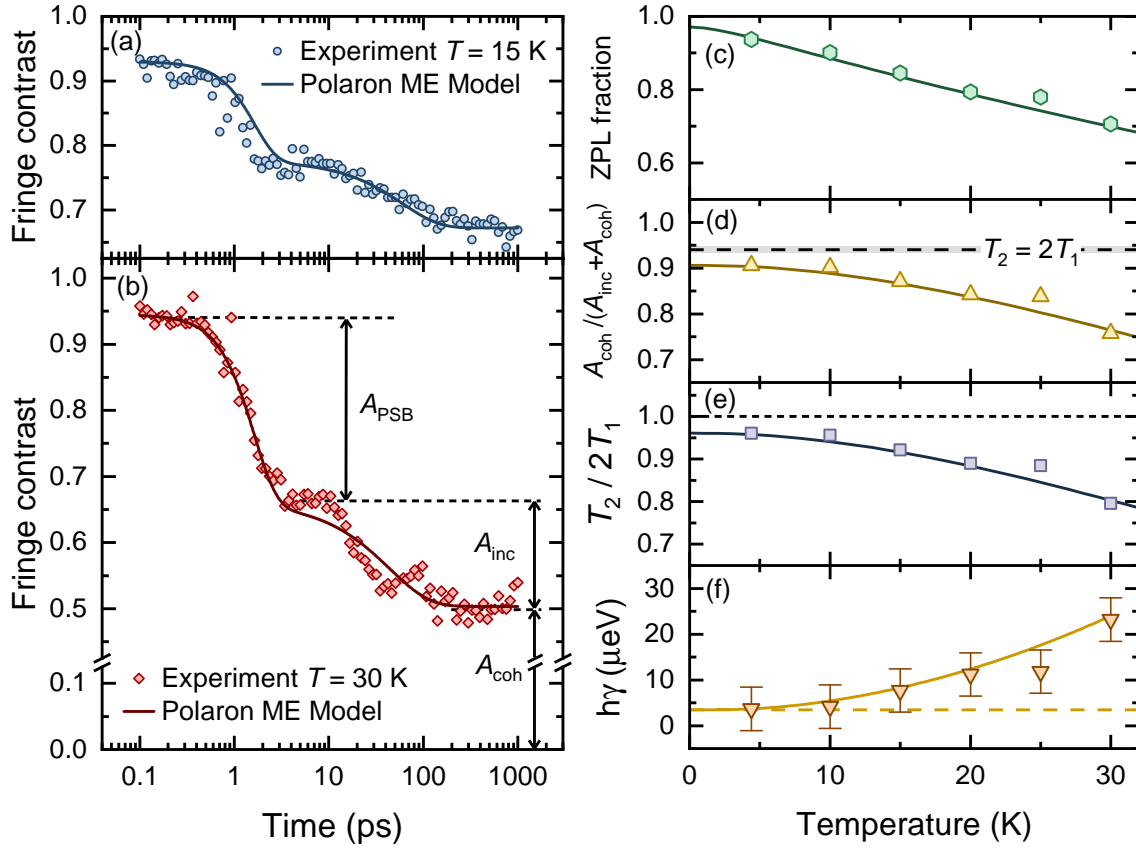 (a)
Experiment T = 15 K
Polaron ME Model
Fringe contrast
1.0
0.9
0.8
0.7
(b)
1.0
0.9
0.8
0.7
0.6
0.5
0.1
0.0
Fringe contrast
A_PSB
A_inc
A_coh
Experiment T = 30 K
Polaron ME Model
0.1 1 10 100 1000
Time (ps)
(c)
ZPL fraction
1.0
0.8
0.6
(d)
A_coh /(A_inc+A_coh)
T_2 = 2T_1
1.0
0.9
0.8
0.7
(e)
T_2 / 2T_1
1.0
0.9
0.8
0.7
(f)
hγ (μeV)
30
20
10
0
0 10 20 30
Temperature (K)